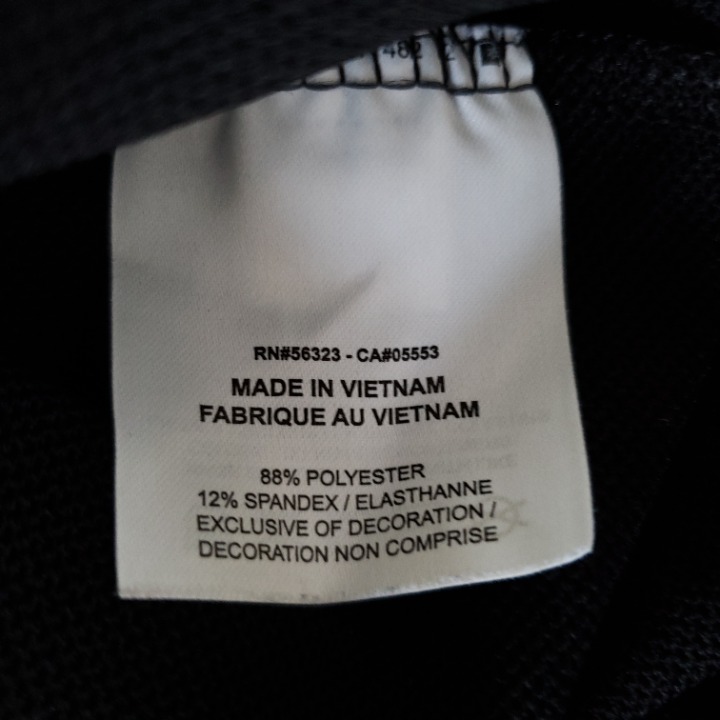 482
RN#56323 - CA#05553
MADE IN VIETNAM
FABRIQUE AU VIETNAM
88% POLYESTER
12% SPANDEX / ELASTHANNE
EXCLUSIVE OF DECORATION /
DECORATION NON COMPRISE